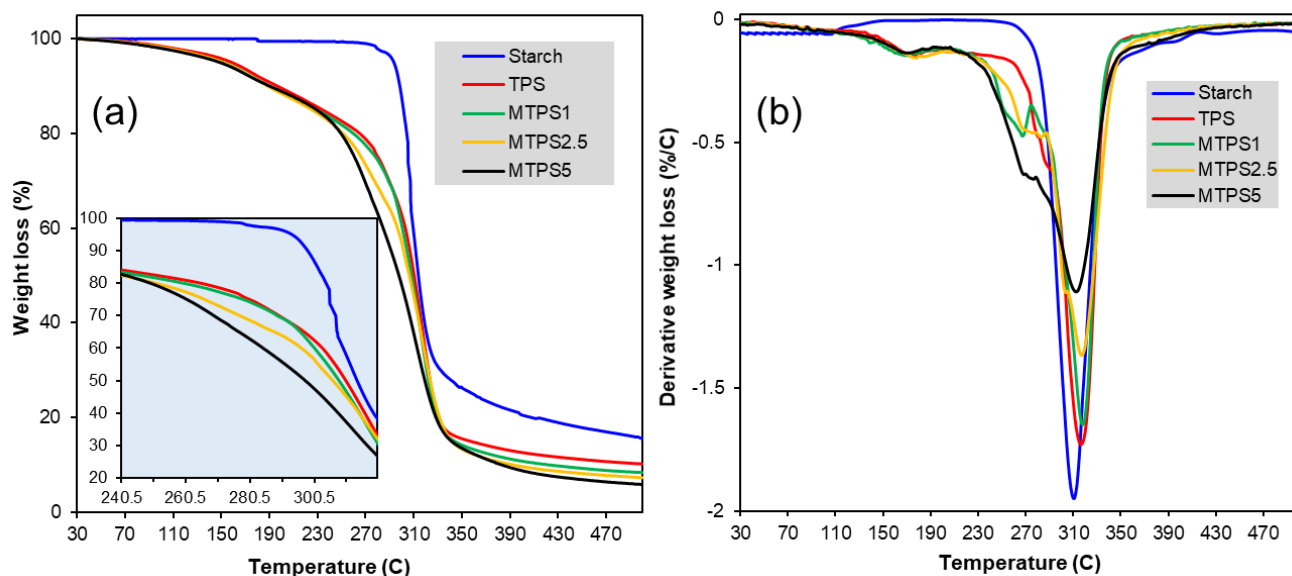 (a)
Weight loss (%)
100
80
60
40
20
0
Starch
TPS
MTPS1
MTPS2.5
MTPS5
100
90
80
70
60
50
40
30
20
240.5 260.5 280.5 300.5
30 70 110 150 190 230 270 310 350 390 430 470
Temperature (C)
(b)
Derivative weight loss (%/C)
0
-0.5
-1
-1.5
-2
Starch
TPS
MTPS1
MTPS2.5
MTPS5
30 70 110 150 190 230 270 310 350 390 430 470
Temperature (C)